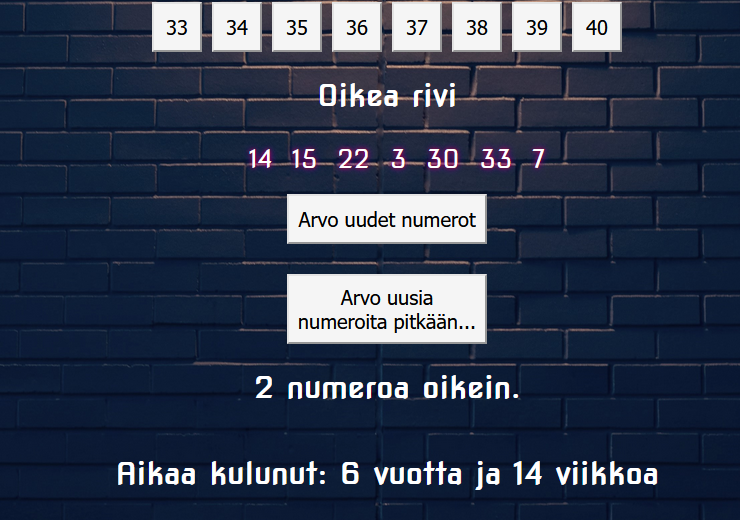 33 34 35 36 37 38 39 40
Oikea rivi
14 15 22 3 30 33 7
Arvo uudet numerot
Arvo uusia
numeroita pitkään...
2 numeroa oikein.
Aikaa kulunut: 6 vuotta ja 14 viikkoa